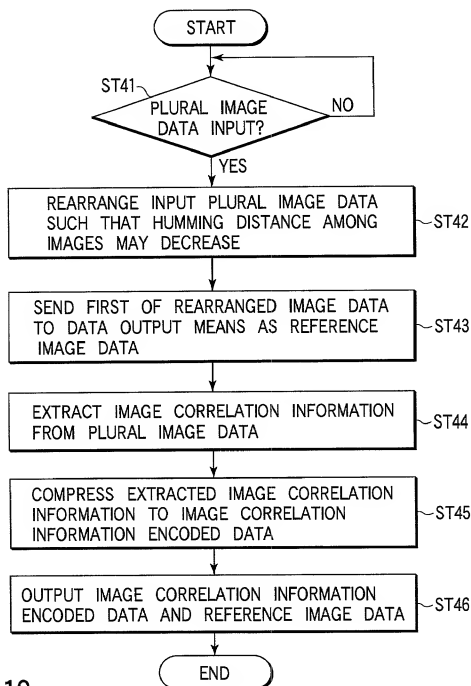 START
ST41
PLURAL IMAGE
DATA INPUT?
NO
YES
REARRANGE INPUT PLURAL IMAGE DATA
SUCH THAT HUMMING DISTANCE AMONG
IMAGES MAY DECREASE
ST42
SEND FIRST OF REARRANGED IMAGE DATA
TO DATA OUTPUT MEANS AS REFERENCE
IMAGE DATA
ST43
EXTRACT IMAGE CORRELATION INFORMATION
FROM PLURAL IMAGE DATA
ST44
COMPRESS EXTRACTED IMAGE CORRELATION
INFORMATION TO IMAGE CORRELATION
INFORMATION ENCODED DATA
ST45
OUTPUT IMAGE CORRELATION INFORMATION
ENCODED DATA AND REFERENCE IMAGE DATA
ST46
END